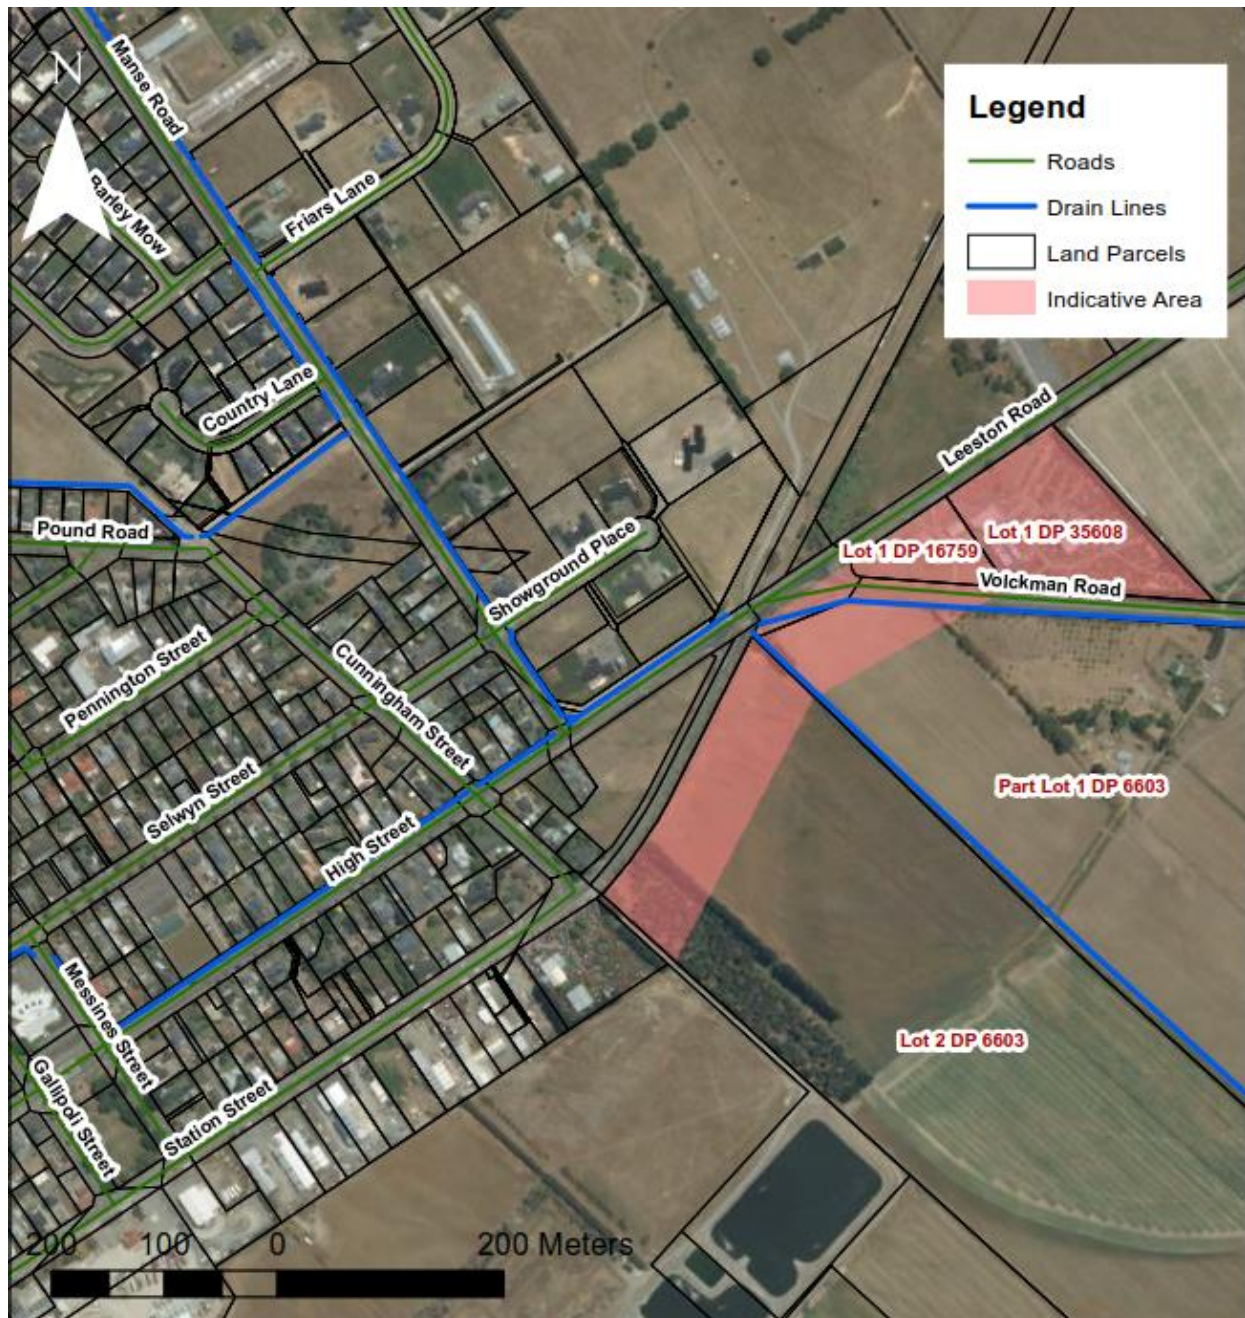 N
Manse Road
Barley Mow
Friars Lane
Country Lane
Legend
Roads
Drain Lines
Land Parcels
Indicative Area
Leeston Road
Pound Road
Showground Place
Lot 1 DP 16759
Lot 1 DP 35608
Volckman Road
Pennington Street
Cunningham Street
Selwyn Street
High Street
Part Lot 1 DP 6603
Messines Street
Gallipoli Street
Station Street
Lot 2 DP 6603
200 100 0 200 Meters